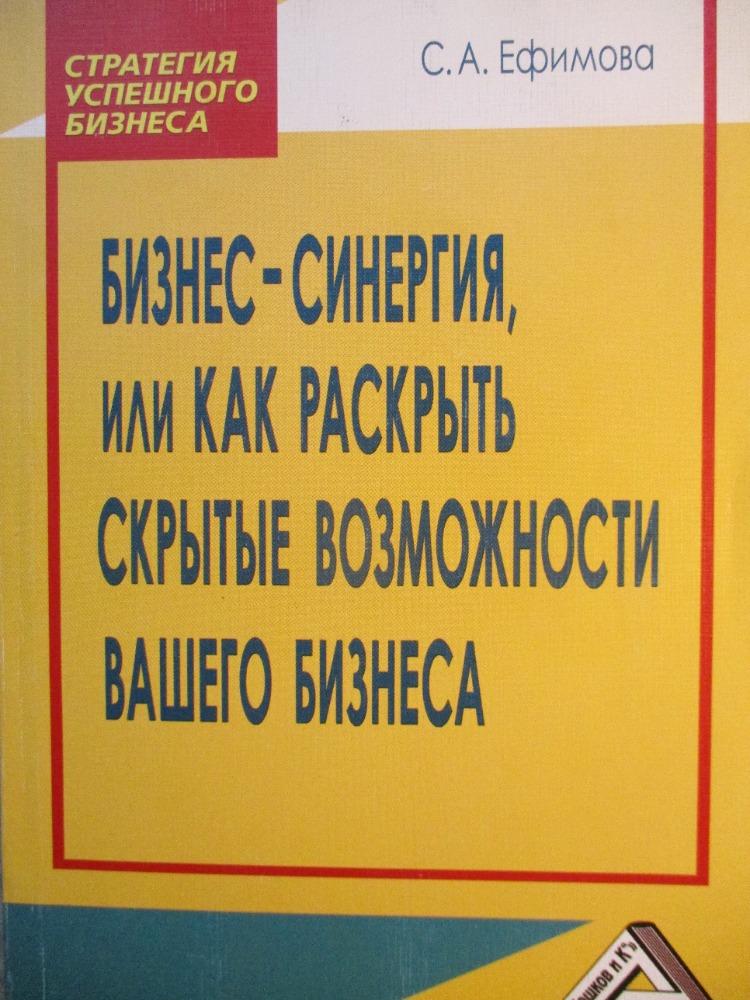 СТРАТЕГИЯ
УСПЕШНОГО
БИЗНЕСА
С. А. Ефимова
БИЗНЕС-СИНЕРГИЯ,
ИЛИ КАК РАСКРЫТЬ
СКРЫТЫЕ ВОЗМОЖНОСТИ
ВАШЕГО БИЗНЕСА
и К°»